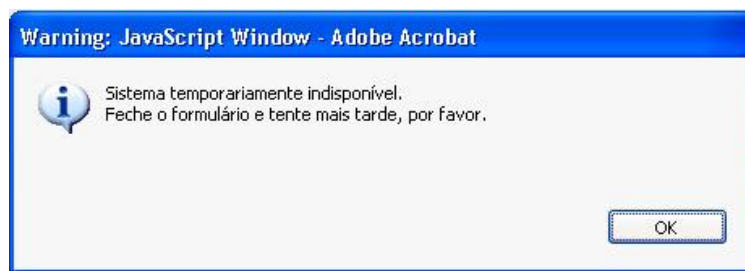 Warning: JavaScript Window - Adobe Acrobat
Sistema temporariamente indisponível.
Feche o formulário e tente mais tarde, por favor.
OK